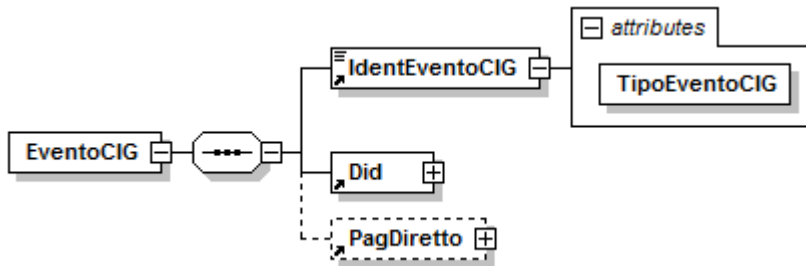 attributes
IdentEventoCIG
TipoEventoCIG
EventoCIG
Did
PagDiretto